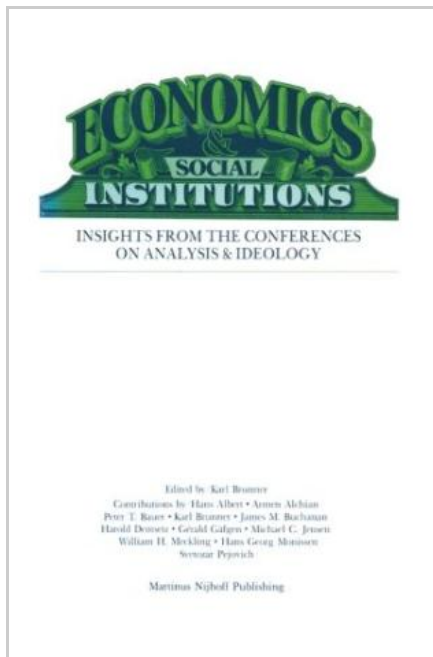 ECONOMICS
&
SOCIAL
INSTITUTIONS
INSIGHTS FROM THE CONFERENCES
ON ANALYSIS & IDEOLOGY
Edited by Karl Brunner
Contributions by Hans Albert • Armen Alchian
Peter T. Bauer • Karl Brunner • James M. Buchanan
Harold Demsetz • Gérald Gäfgen • Michael C. Jensen
William H. Meckling • Hans Georg Monissen
Svetozar Pejovich
Martinus Nijhoff Publishing